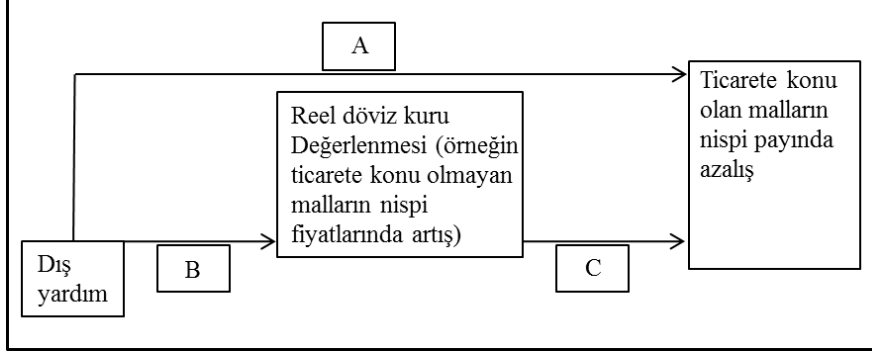 A
Ticarete konu
olan malların
nispi payında
azalış
Reel döviz kuru
Değerlenmesi (örneğin
ticarete konu olmayan
malların nispi
fiyatlarında artış)
Dış
yardım
B
C